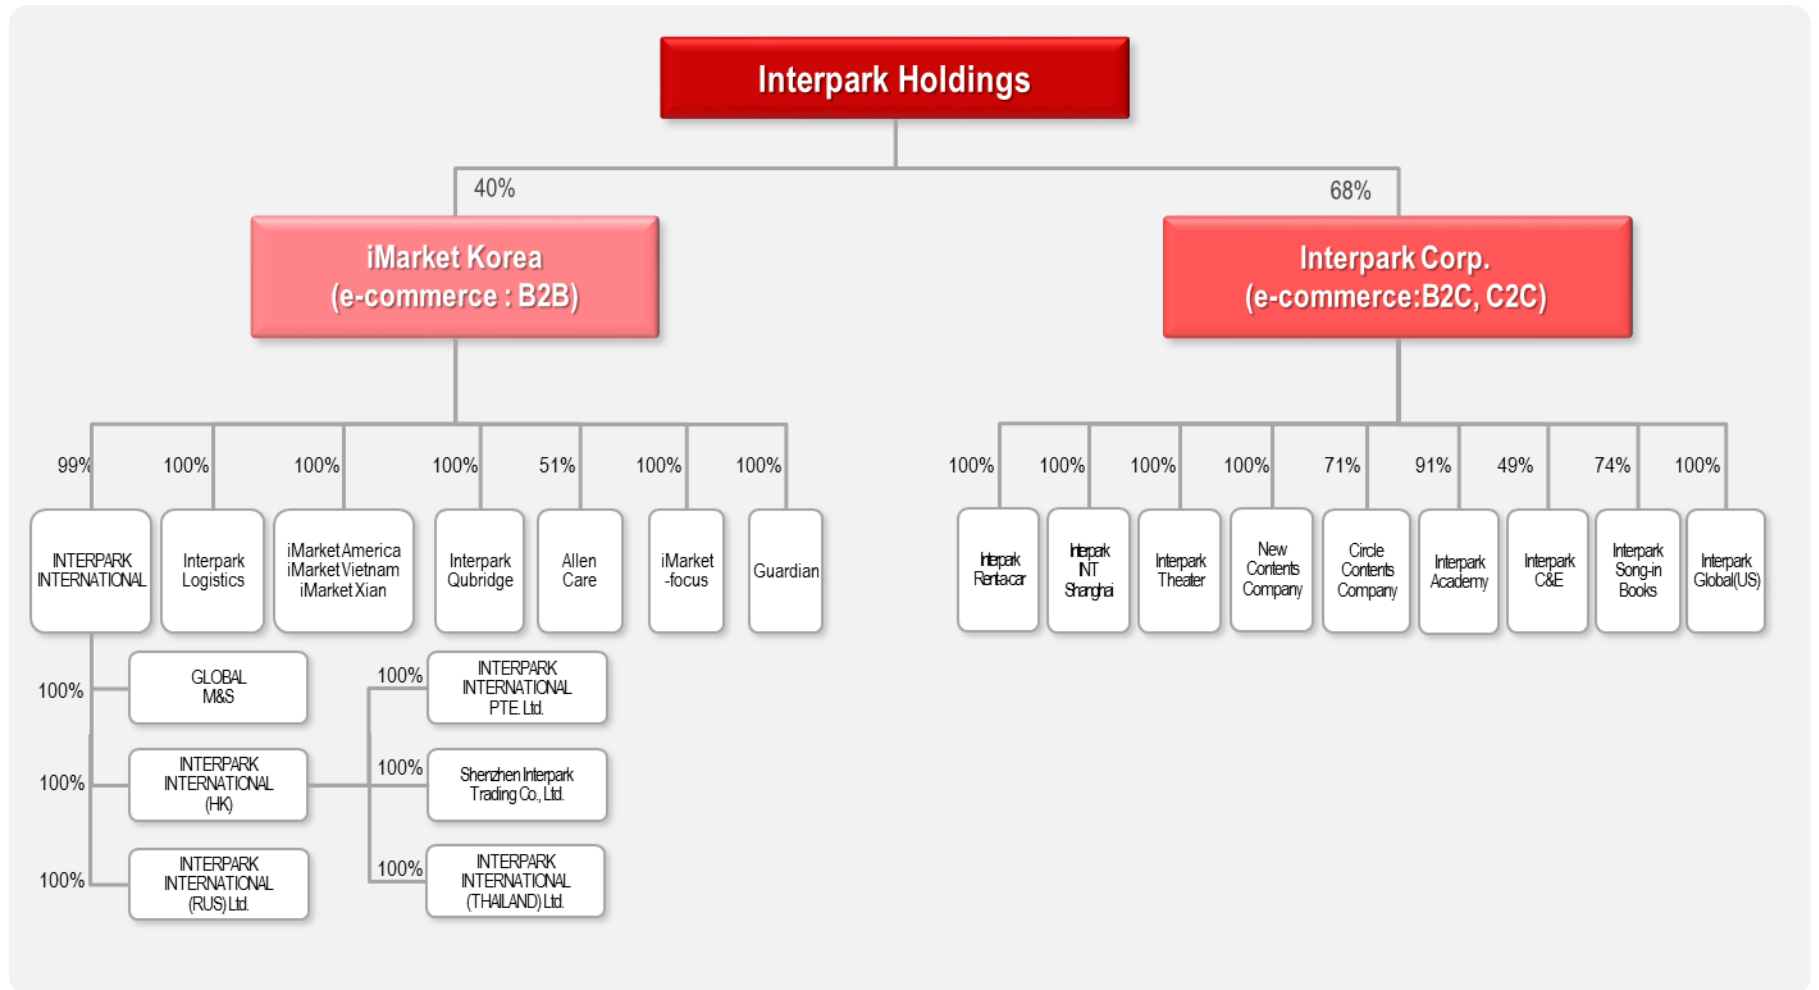 Interpark Holdings
40%
68%
iMarket Korea
(e-commerce : B2B)
Interpark Corp.
(e-commerce:B2C, C2C)
99%
100%
100%
100%
51%
100%
100%
100%
100%
100%
100%
71%
91%
49%
74%
100%
INTERPARK
INTERNATIONAL
Interpark
Logistics
iMarket America
iMarket Vietnam
iMarket Xian
Interpark
Qubridge
Allen
Care
iMarket
-focus
Guardian
Interpark
Rent-a-car
Interpark
INT
Shanghai
Interpark
Theater
New
Contents
Company
Circle
Contents
Company
Interpark
Academy
Interpark
C&E
Interpark
Song-in
Books
Interpark
Global(US)
100%
GLOBAL
M&S
100%
INTERPARK
INTERNATIONAL
PTE. Ltd.
100%
INTERPARK
INTERNATIONAL
(HK)
100%
Shenzhen Interpark
Trading Co., Ltd.
100%
INTERPARK
INTERNATIONAL
(RUS) Ltd.
100%
INTERPARK
INTERNATIONAL
(THAILAND) Ltd.